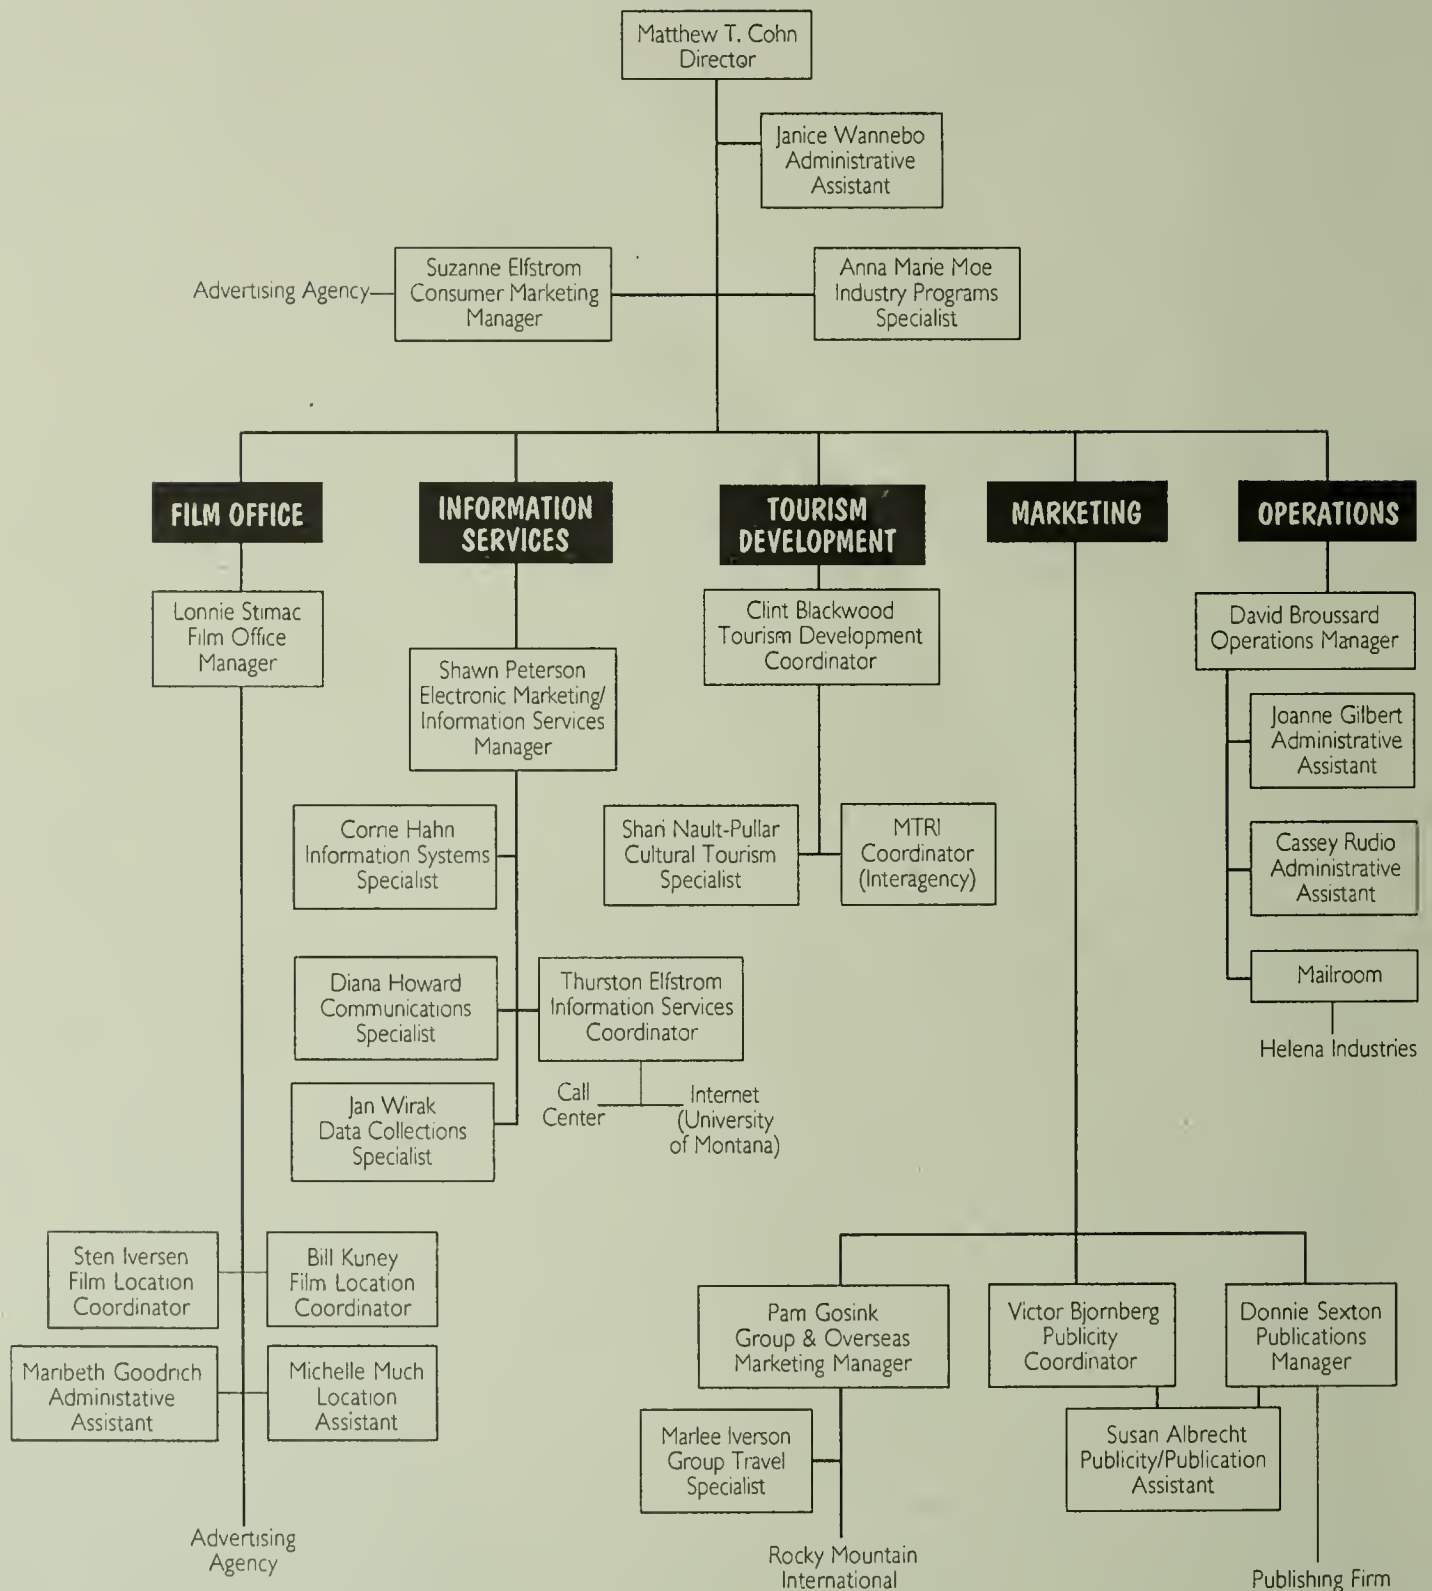 Matthew T. Cohn
Director
Janice Wannebo
Administrative
Assistant
Advertising Agency
Suzanne Elfstrom
Consumer Marketing
Manager
Anna Marie Moe
Industry Programs
Specialist
FILM OFFICE
INFORMATION
SERVICES
TOURISM
DEVELOPMENT
MARKETING
OPERATIONS
Lonnie Stimac
Film Office
Manager
Shawn Peterson
Electronic Marketing/
Information Services
Manager
Clint Blackwood
Tourism Development
Coordinator
David Broussard
Operations Manager
Joanne Gilbert
Administrative
Assistant
Corrie Hahn
Information Systems
Specialist
Shari Nault-Pullar
Cultural Tourism
Specialist
MTRI
Coordinator
(Interagency)
Cassey Rudio
Administrative
Assistant
Diana Howard
Communications
Specialist
Thurston Elfstrom
Information Services
Coordinator
Mailroom
Helena Industries
Jan Wirak
Data Collections
Specialist
Call
Center
Internet
(University
of Montana)
Sten Iversen
Film Location
Coordinator
Bill Kuney
Film Location
Coordinator
Maribeth Goodrich
Administative
Assistant
Michelle Much
Location
Assistant
Advertising
Agency
Pam Gosink
Group & Overseas
Marketing Manager
Victor Bjornberg
Publicity
Coordinator
Donnie Sexton
Publications
Manager
Marlee Iverson
Group Travel
Specialist
Susan Albrecht
Publicity/Publication
Assistant
Rocky Mountain
International
Publishing Firm